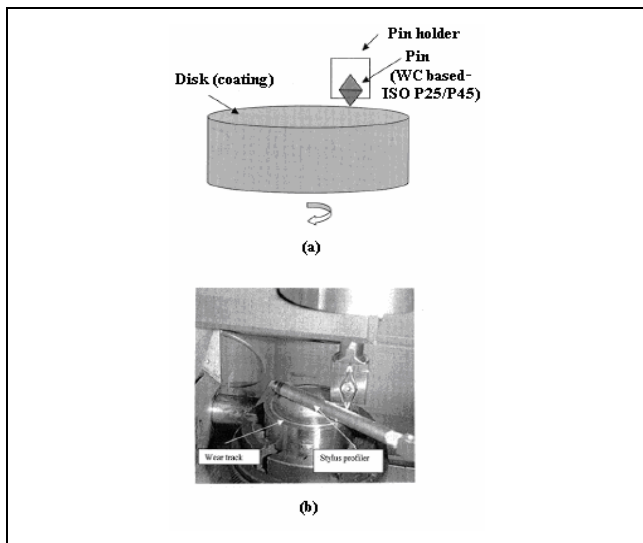 Pin holder
Pin
(WC based-
ISO P25/P45)
Disk (coating)
(a)
Wear track
Stylus profiler
(b)